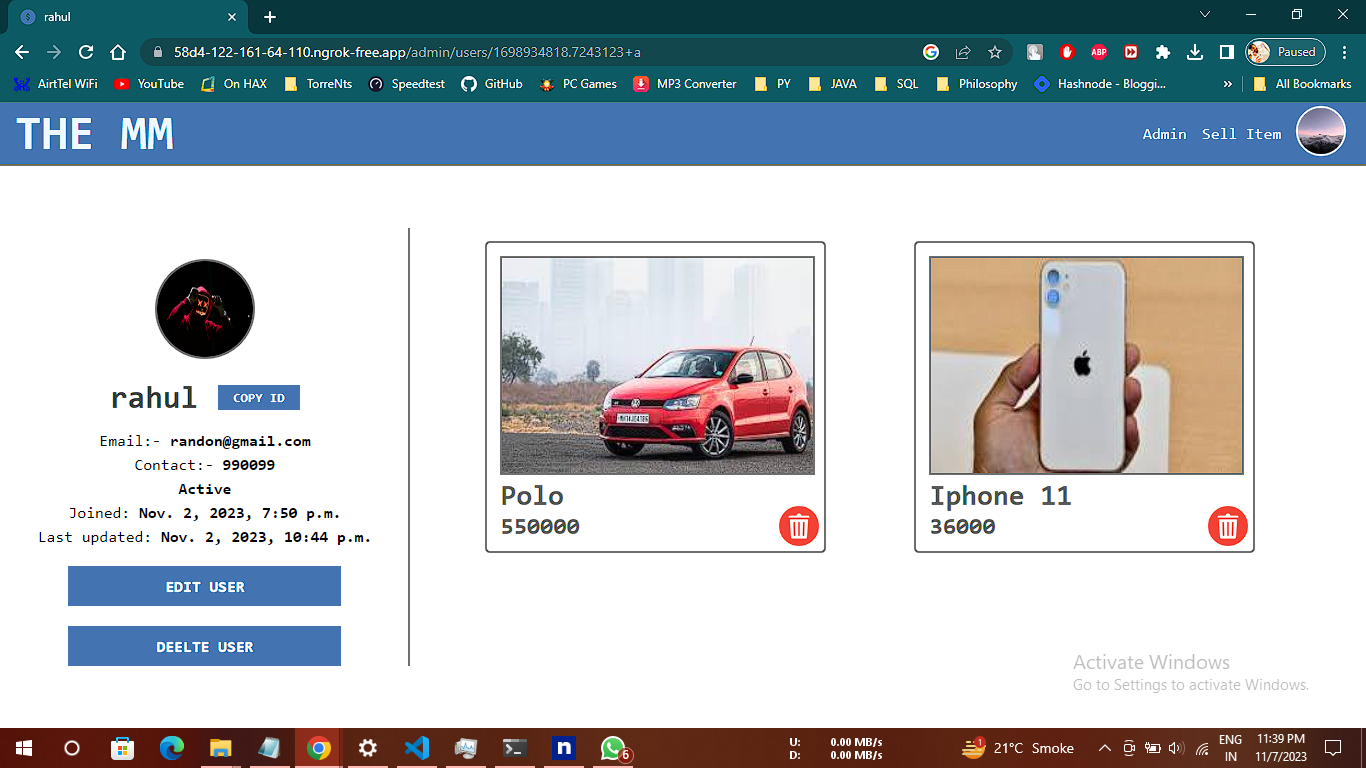 rahul
58d4-122-161-64-110.ngrok-free.app/admin/users/1698934818.7243123+a
ABP
Paused
AirtTel WiFi
YouTube
On HAX
TorreNts
Speedtest
GitHub
PC Games
MP3 Converter
PY
JAVA
SQL
Philosophy
Hashnode - Bloggi...
»
All Bookmarks
THE MM
Admin
Sell Item
rahul
COPY ID
Email:- randon@gmail.com
Contact:- 990099
Active
Joined: Nov. 2, 2023, 7:50 p.m.
Last updated: Nov. 2, 2023, 10:44 p.m.
EDIT USER
DEELTE USER
Polo
550000
Iphone 11
36000
Activate Windows
Go to Settings to activate Windows.
n
6
U: 0.00 MB/s
D: 0.00 MB/s
1
21°C Smoke
ENG
IN
11:39 PM
11/7/2023